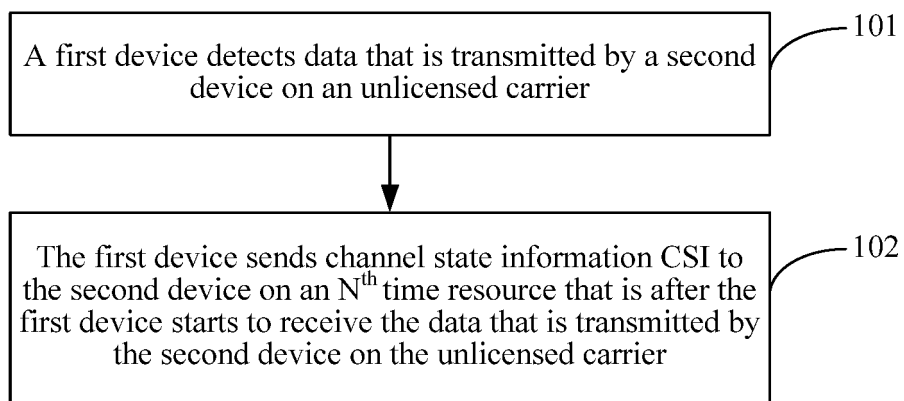 101
A first device detects data that is transmitted by a second
device on an unlicensed carrier
102
The first device sends channel state information CSI to
the second device on an Nth time resource that is after the
first device starts to receive the data that is transmitted by
the second device on the unlicensed carrier